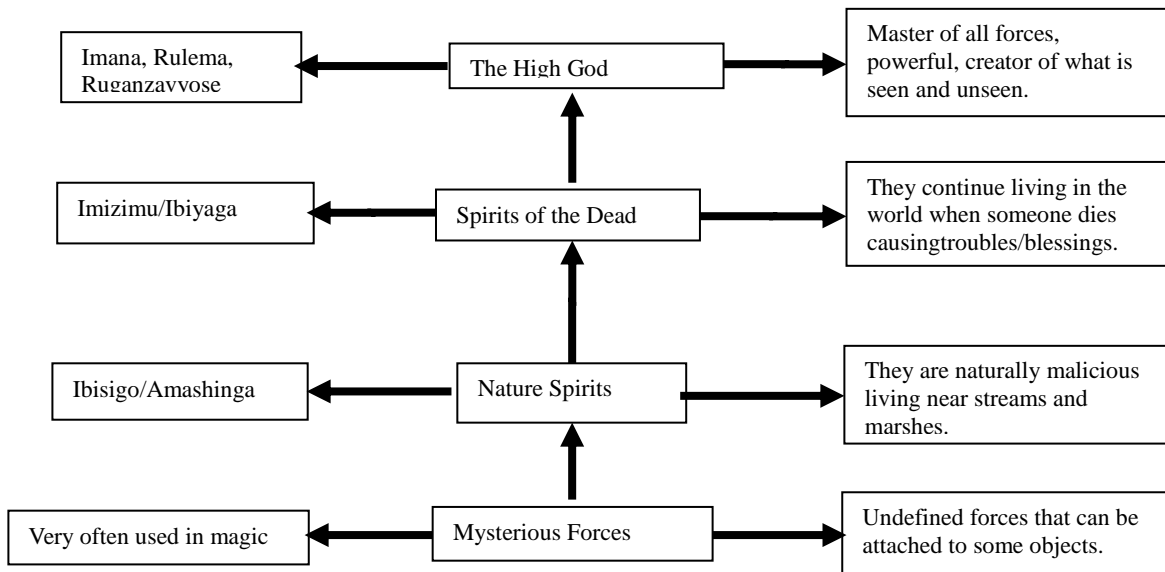 Imana, Rulema,
Ruganzavvose
The High God
Master of all forces,
powerful, creator of what is
seen and unseen.
Imizimu/Ibiyaga
Spirits of the Dead
They continue living in the
world when someone dies
causingtroubles/blessings.
Ibisigo/Amashinga
Nature Spirits
They are naturally malicious
living near streams and
marshes.
Very often used in magic
Mysterious Forces
Undefined forces that can be
attached to some objects.